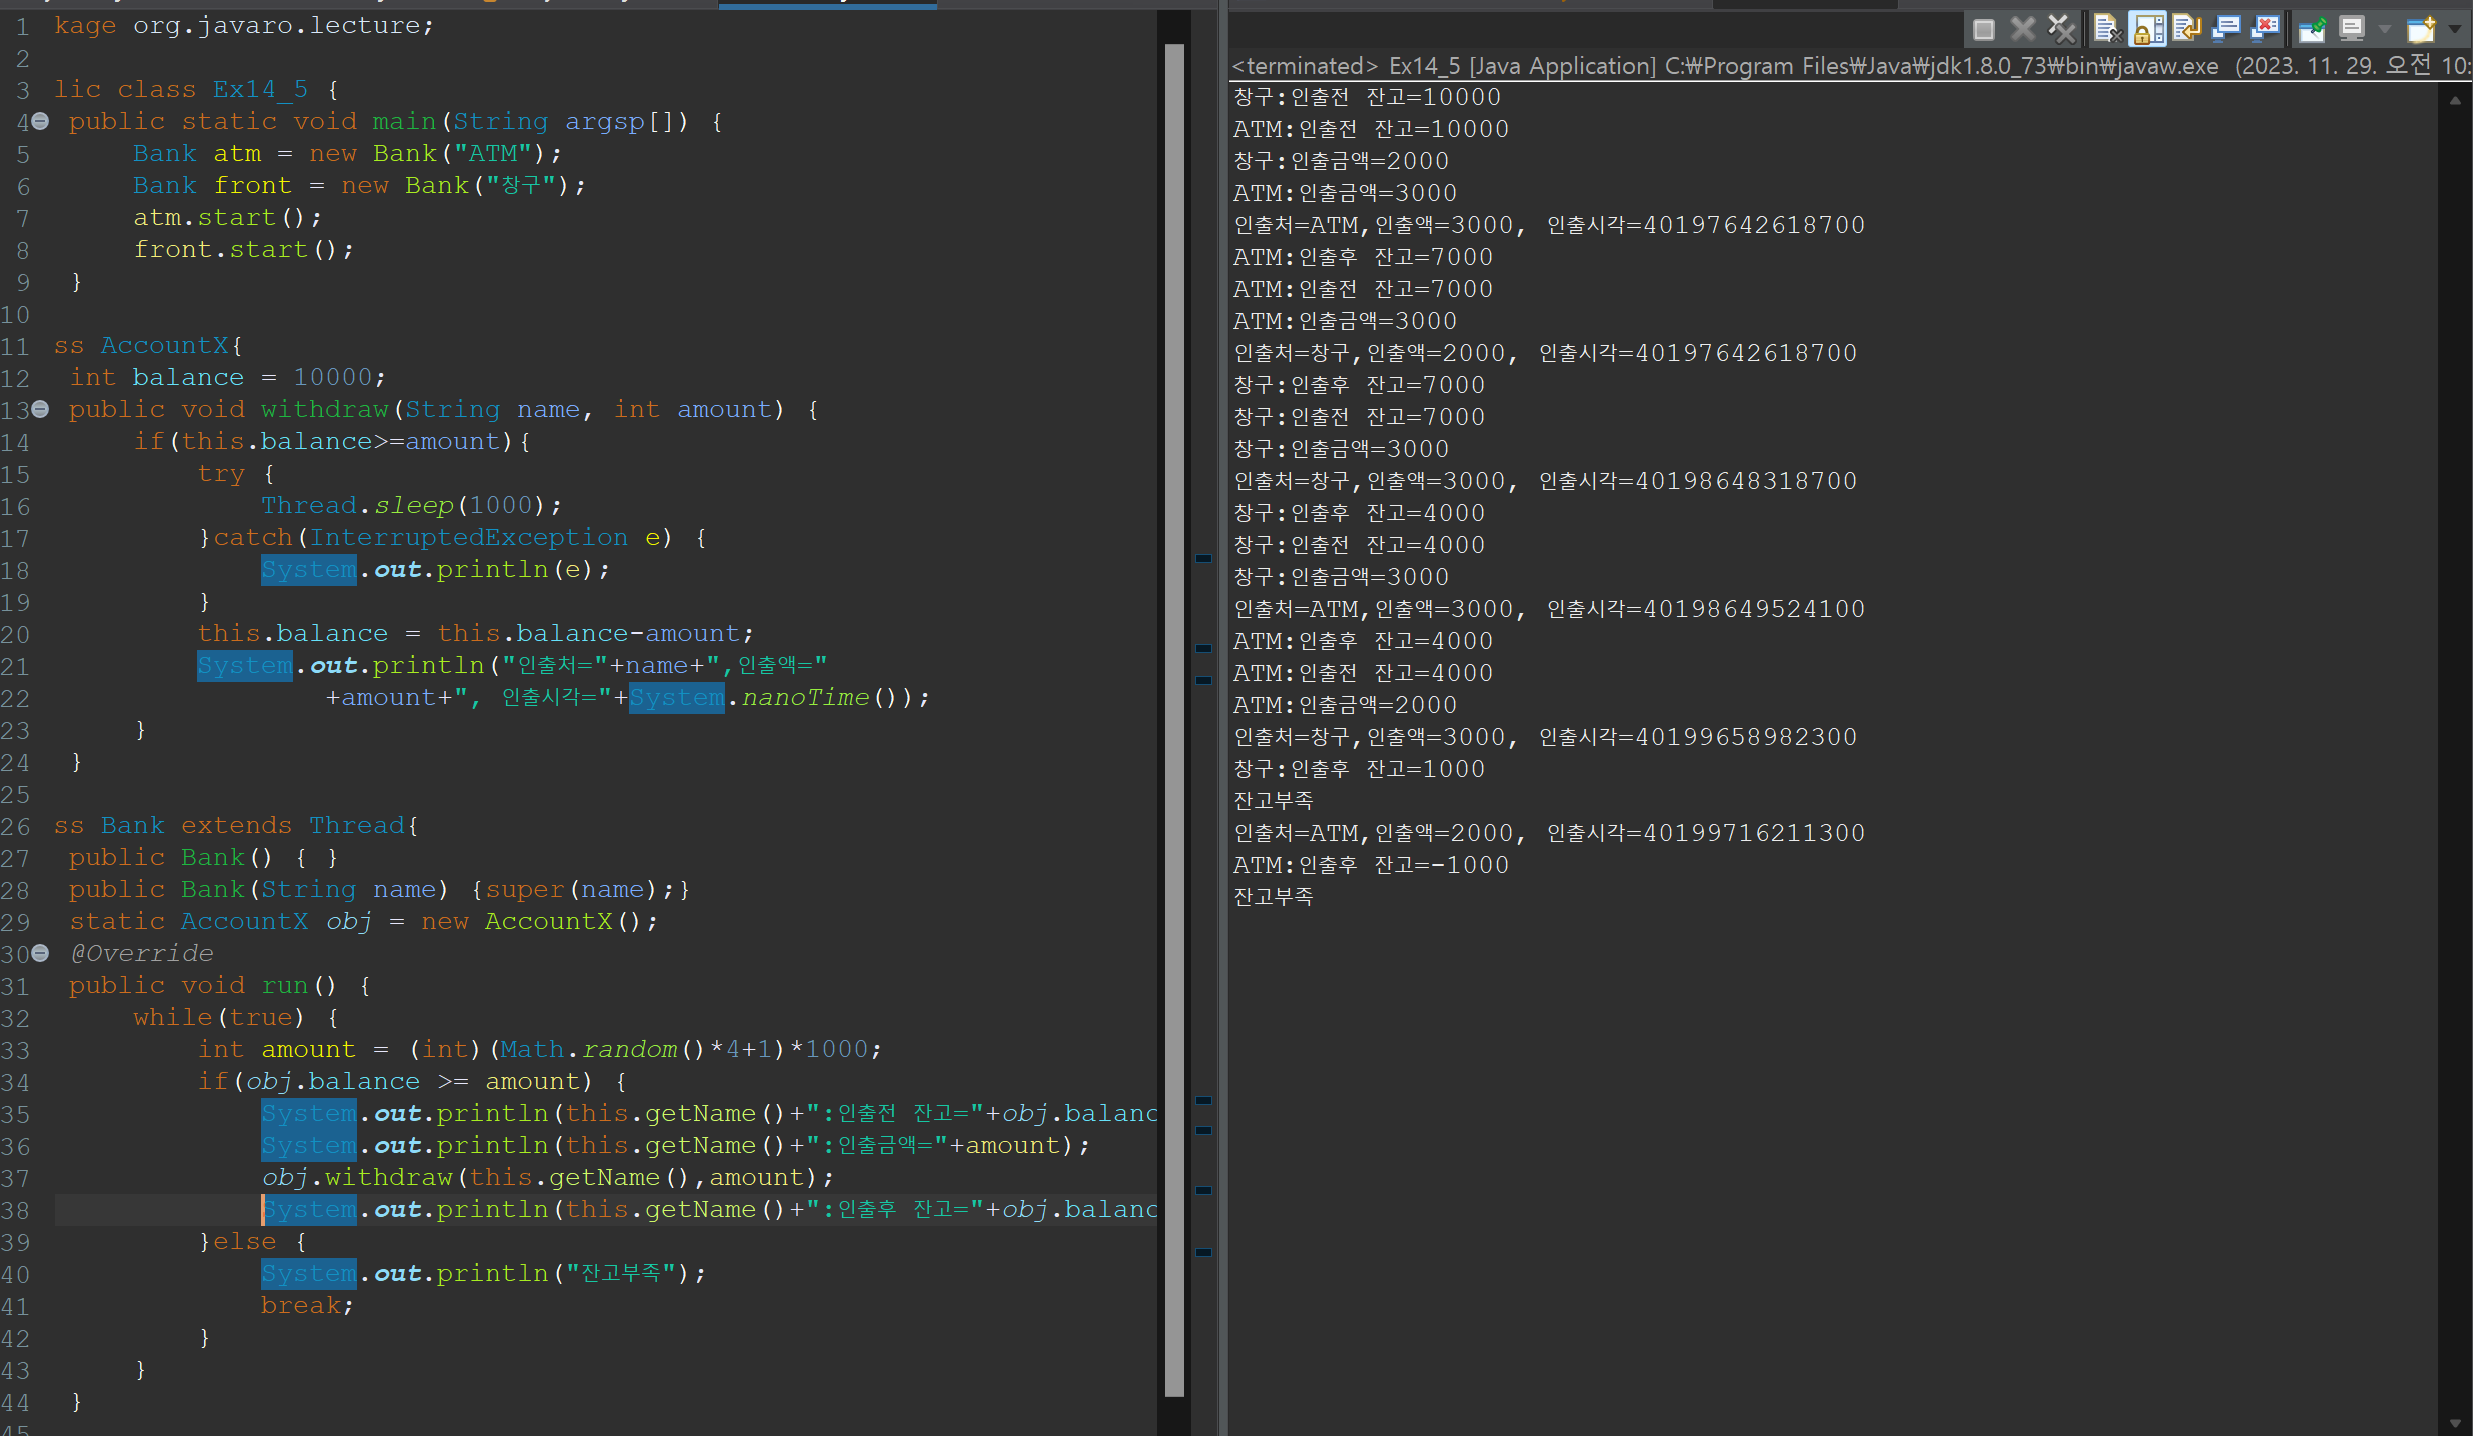 1 kage org.javaro.lecture;
2
3 lic class Ex14_5 {
4 public static void main(String argsp[]) {
5 Bank atm = new Bank("ATM");
6 Bank front = new Bank("창구");
7 atm.start();
8 front.start();
9 }
10
11 ss AccountX{
12 int balance = 10000;
13 public void withdraw(String name, int amount) {
14 if(this.balance>=amount){
15 try {
16 Thread.sleep(1000);
17 }catch(InterruptedException e) {
18 System.out.println(e);
19 }
20 this.balance = this.balance-amount;
21 System.out.println("인출처="+name+",인출액="
22 +amount+", 인출시각="+System.nanoTime());
23 }
24 }
25
26 ss Bank extends Thread{
27 public Bank() { }
28 public Bank(String name) {super(name);}
29 static AccountX obj = new AccountX();
30 @Override
31 public void run() {
32 while(true) {
33 int amount = (int)(Math.random()*4+1)*1000;
34 if(obj.balance >= amount) {
35 System.out.println(this.getName()+":인출전 잔고="+obj.balanc
36 System.out.println(this.getName()+":인출금액="+amount);
37 obj.withdraw(this.getName(),amount);
38 System.out.println(this.getName()+":인출후 잔고="+obj.balanc
39 }else {
40 System.out.println("잔고부족");
41 break;
42 }
43 }
44 }
45
<terminated> Ex14_5 [Java Application] C:₩Program Files₩Java₩jdk1.8.0_73₩bin₩javaw.exe (2023. 11. 29. 오전 10:
창구:인출전 잔고=10000
ATM:인출전 잔고=10000
창구:인출금액=2000
ATM:인출금액=3000
인출처=ATM,인출액=3000, 인출시각=40197642618700
ATM:인출후 잔고=7000
ATM:인출전 잔고=7000
ATM:인출금액=3000
인출처=창구,인출액=2000, 인출시각=40197642618700
창구:인출후 잔고=7000
창구:인출전 잔고=7000
창구:인출금액=3000
인출처=창구,인출액=3000, 인출시각=40198648318700
창구:인출후 잔고=4000
창구:인출전 잔고=4000
창구:인출금액=3000
인출처=ATM,인출액=3000, 인출시각=40198649524100
ATM:인출후 잔고=4000
ATM:인출전 잔고=4000
ATM:인출금액=2000
인출처=창구,인출액=3000, 인출시각=40199658982300
창구:인출후 잔고=1000
잔고부족
인출처=ATM,인출액=2000, 인출시각=40199716211300
ATM:인출후 잔고=-1000
잔고부족